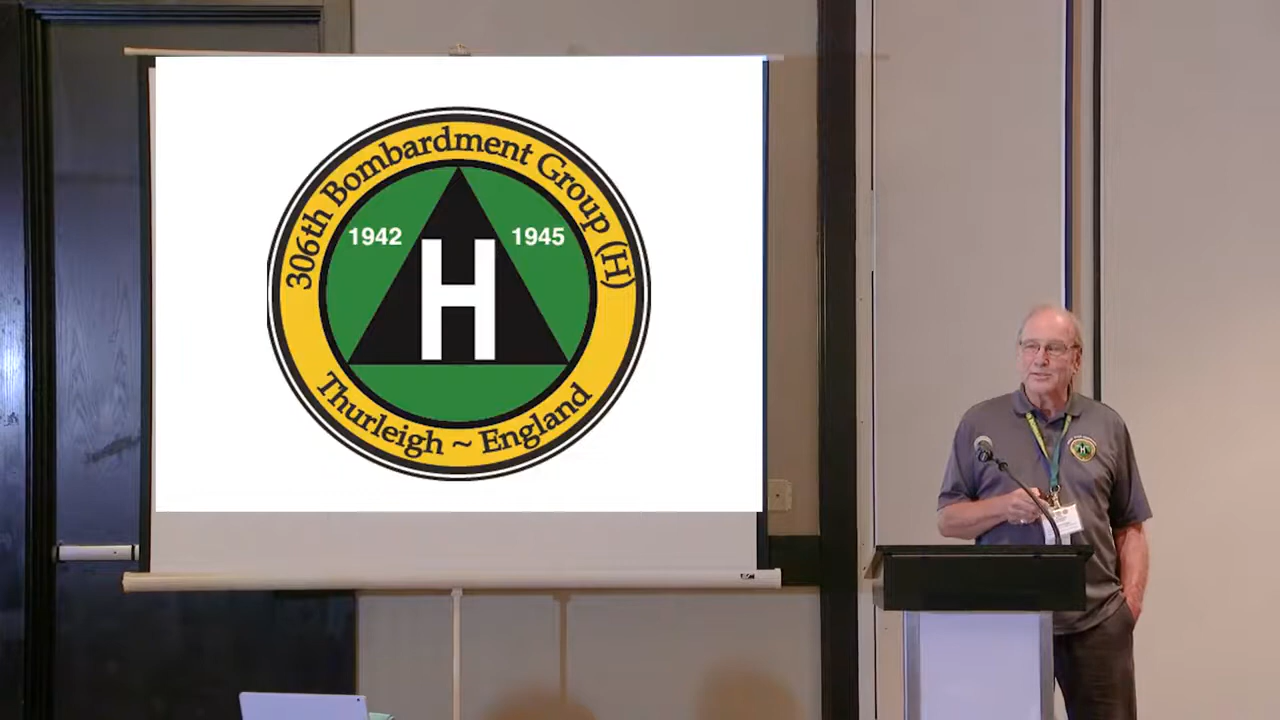 306th Bombardment Group (H)
1942
1945
H
Thurleigh ~ England
H